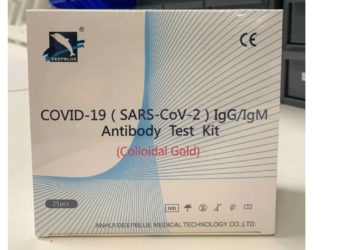 DEEPBLUE
CE
COVID-19 ( SARS-CoV-2 ) IgG/IgM
Antibody Test Kit
(Colloidal Gold)
25pcs
IVD
ANHUI DEEPBLUE MEDICAL TECHNOLOGY CO.,LTD.